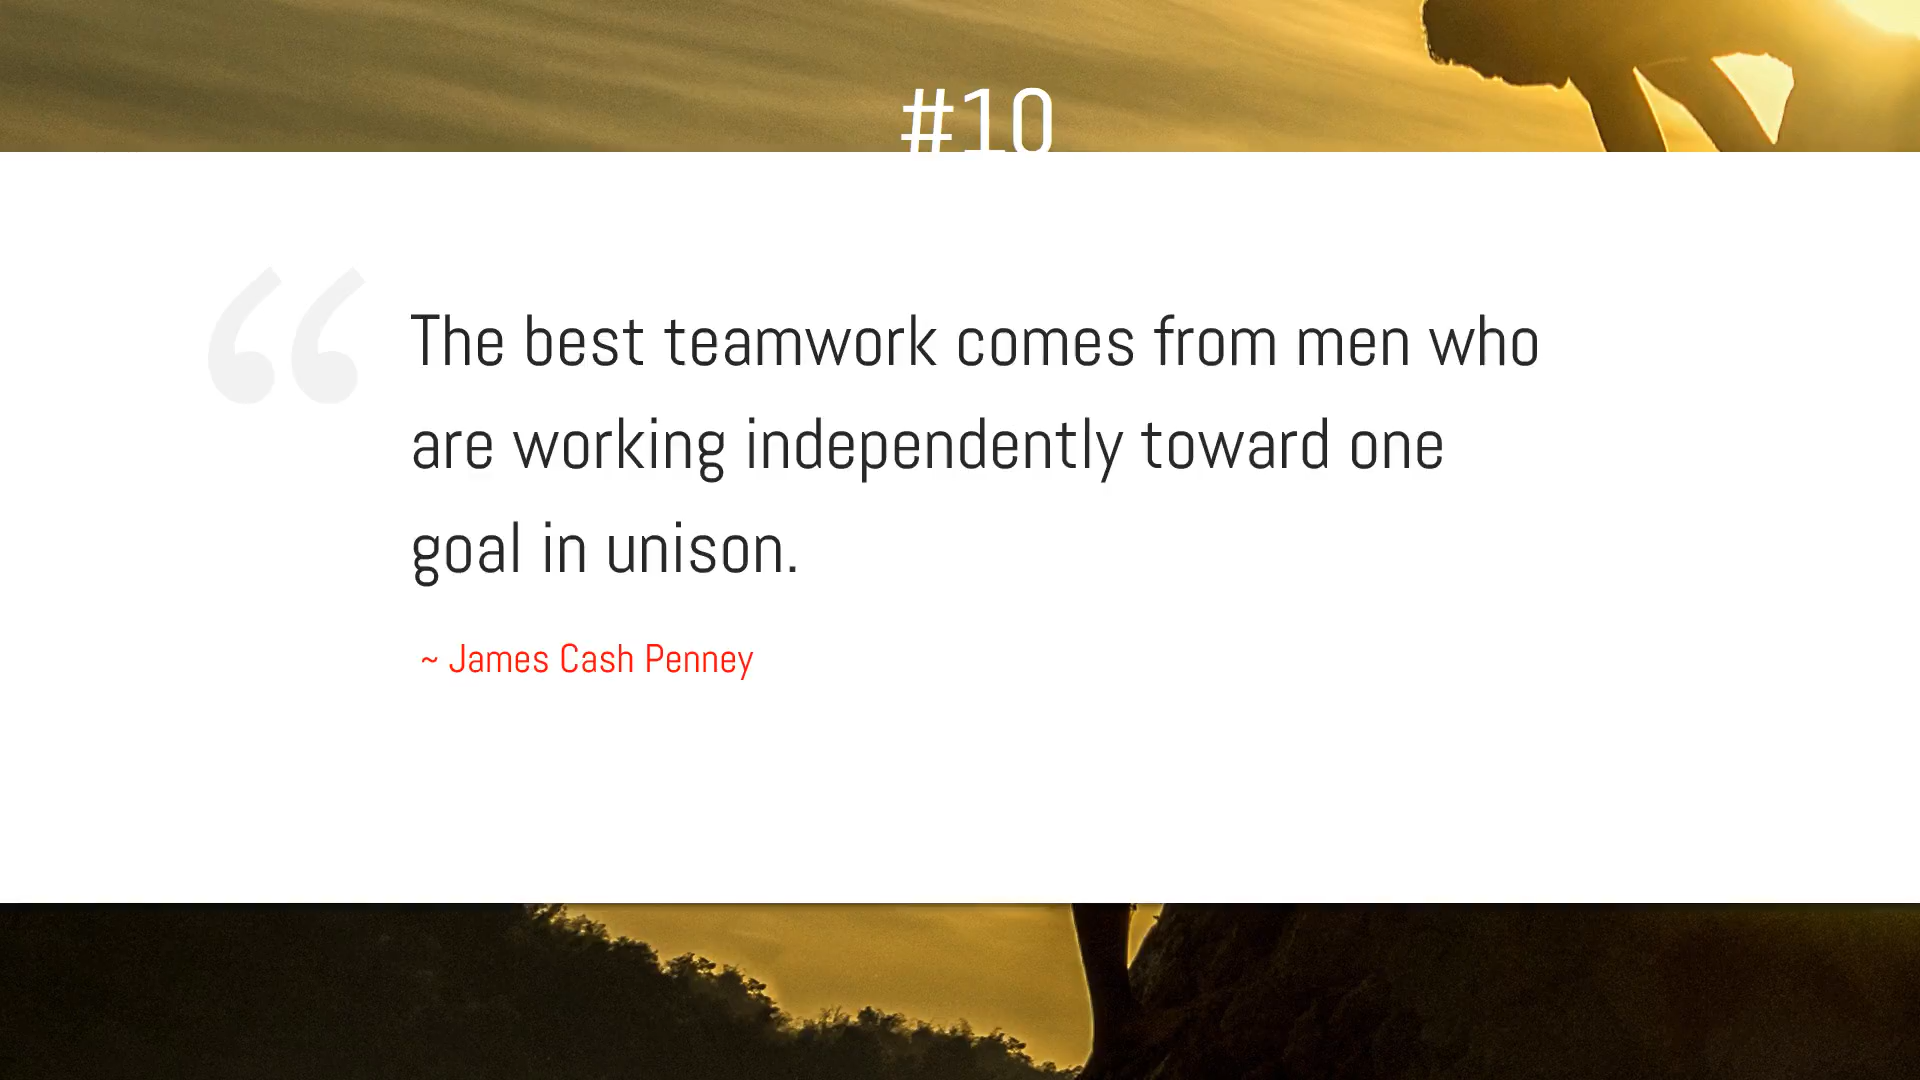 #10
“
The best teamwork comes from men who
are working independently toward one
goal in unison.
~ James Cash Penney